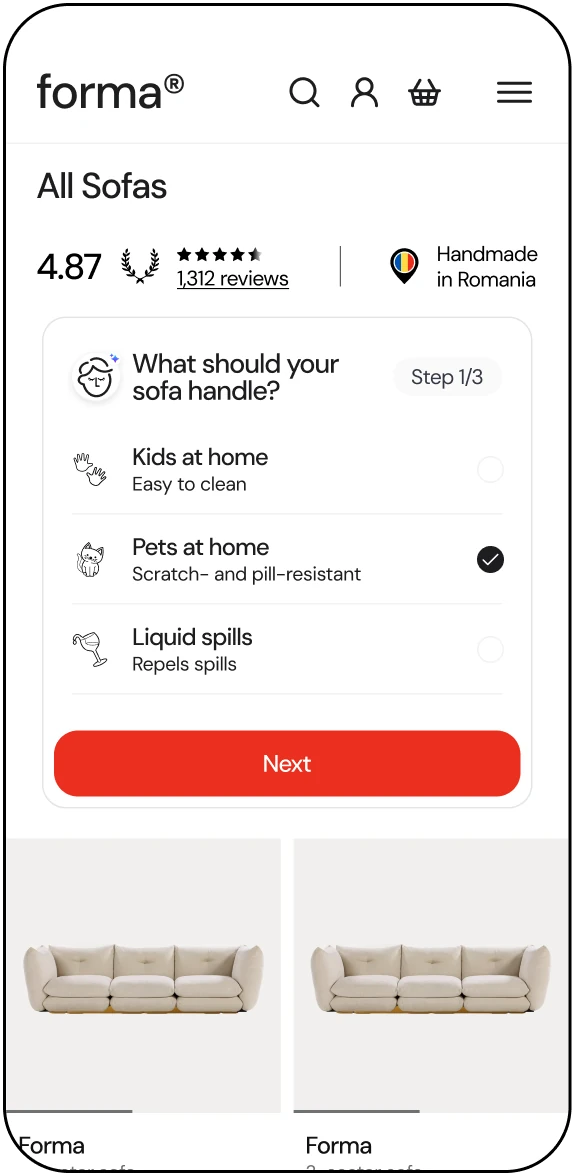 forma®
All Sofas
4.87
1,312 reviews
Handmade
in Romania
What should your
sofa handle?
Step 1/3
Kids at home
Easy to clean
Pets at home
Scratch- and pill-resistant
Liquid spills
Repels spills
Next
Forma
Forma